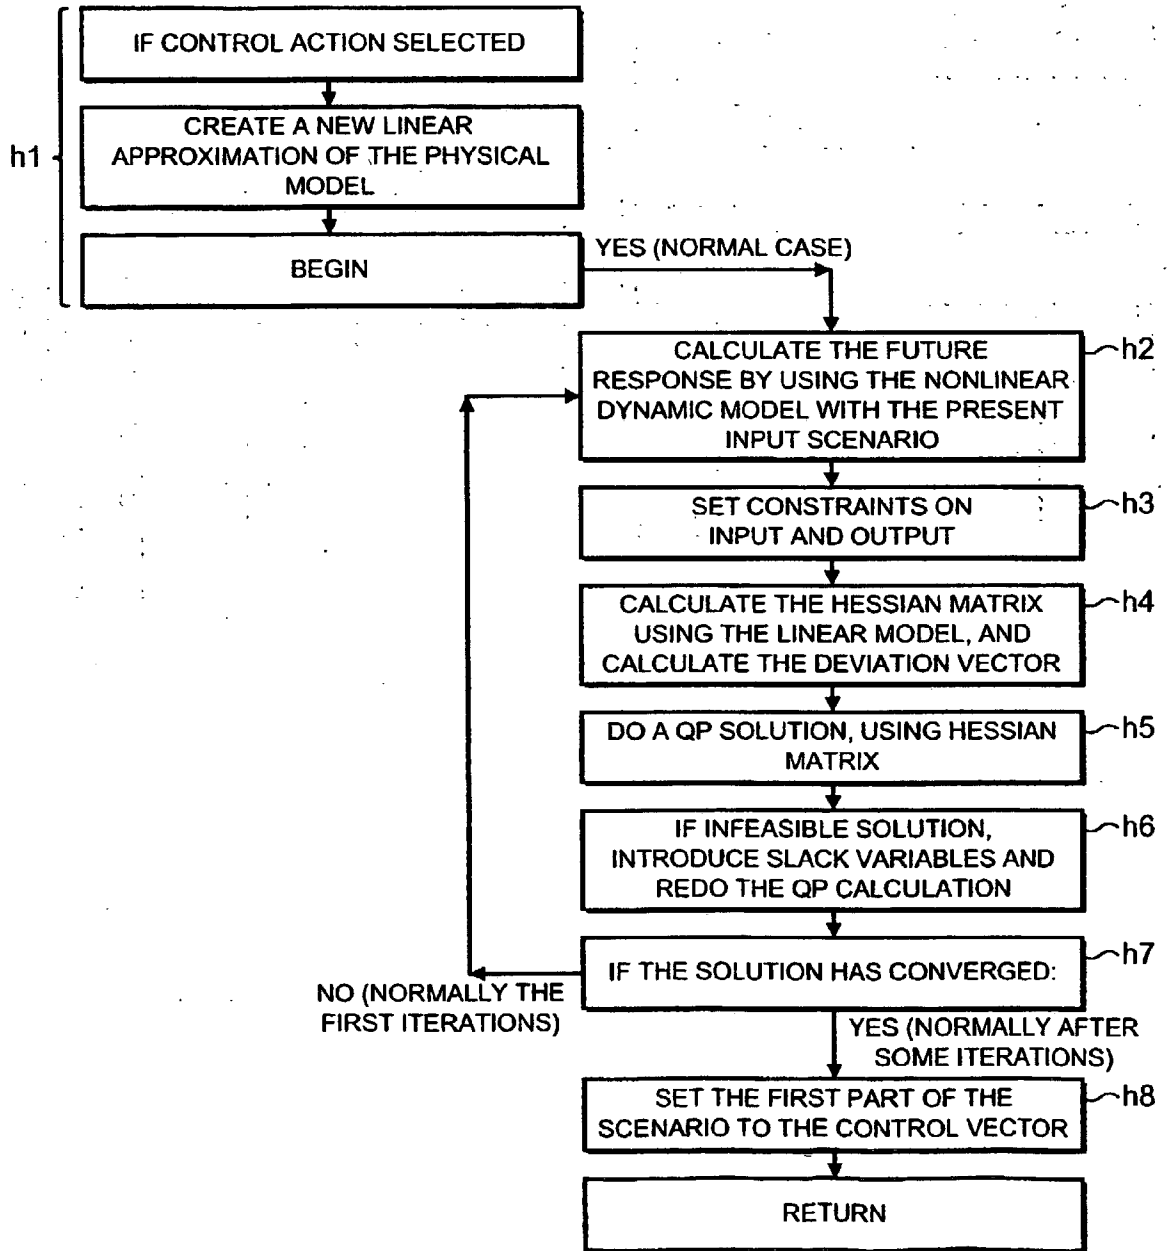 IF CONTROL ACTION SELECTED
h1
CREATE A NEW LINEAR
APPROXIMATION OF THE PHYSICAL
MODEL
BEGIN
YES (NORMAL CASE)
CALCULATE THE FUTURE
RESPONSE BY USING THE NONLINEAR
DYNAMIC MODEL WITH THE PRESENT
INPUT SCENARIO
h2
SET CONSTRAINTS ON
INPUT AND OUTPUT
h3
CALCULATE THE HESSIAN MATRIX
USING THE LINEAR MODEL, AND
CALCULATE THE DEVIATION VECTOR
h4
DO A QP SOLUTION, USING HESSIAN
MATRIX
h5
IF INFEASIBLE SOLUTION,
INTRODUCE SLACK VARIABLES AND
REDO THE QP CALCULATION
h6
IF THE SOLUTION HAS CONVERGED:
h7
NO (NORMALLY THE
FIRST ITERATIONS)
YES (NORMALLY AFTER
SOME ITERATIONS)
SET THE FIRST PART OF THE
SCENARIO TO THE CONTROL VECTOR
h8
RETURN